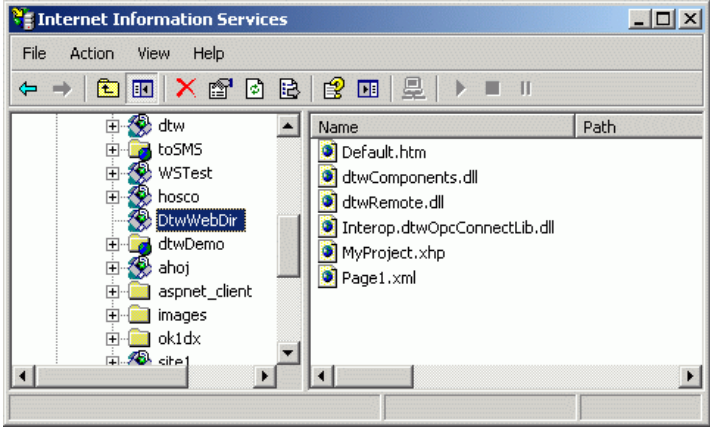 Internet Information Services
File Action View Help
dtw
toSMS
WSTest
hosco
DtwWebDir
dtwDemo
ahoj
aspnet_client
images
ok1dx
site1
Name Path
Default.htm
dtwComponents.dll
dtwRemote.dll
Interop.dtwOpcConnectLib.dll
MyProject.xhp
Page1.xml